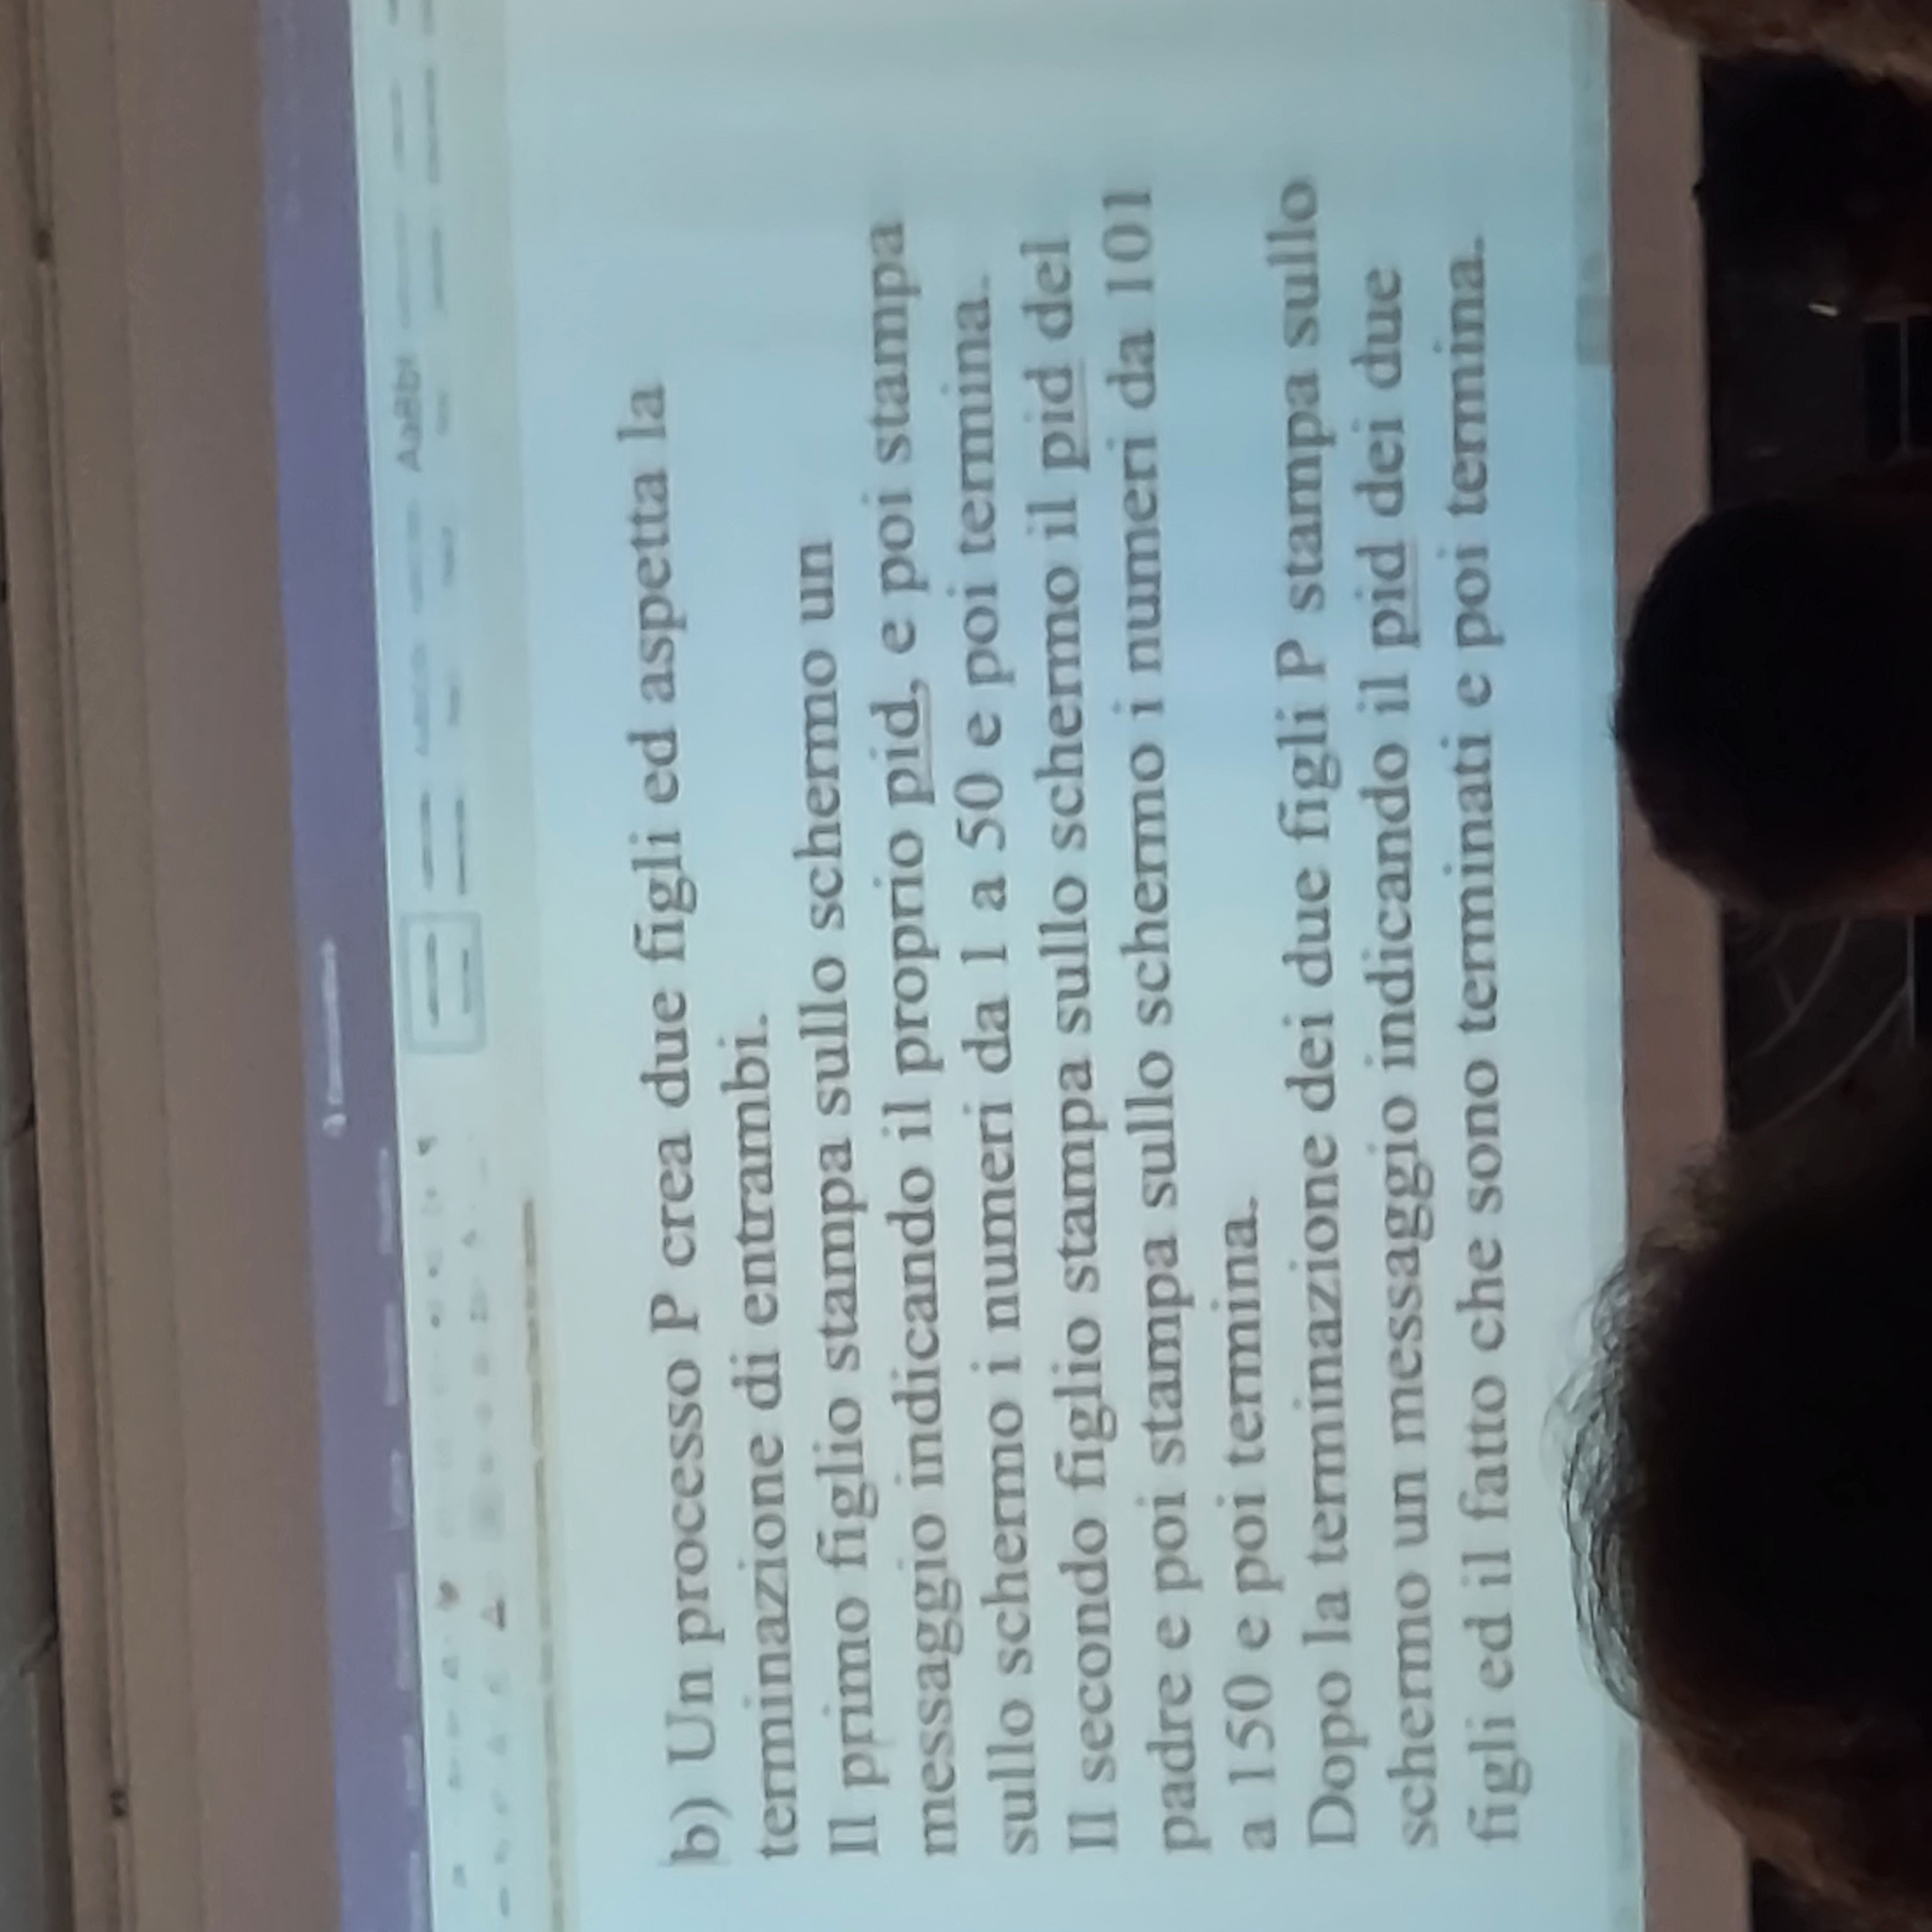 AaBb
b) Un processo P crea due figli ed aspetta la
terminazione di entrambi.
Il primo figlio stampa sullo schermo un
messaggio indicando il proprio pid, e poi stampa
sullo schermo i numeri da 1 a 50 e poi termina.
Il secondo figlio stampa sullo schermo il pid del
padre e poi stampa sullo schermo i numeri da 101
a 150 e poi termina.
Dopo la terminazione dei due figli P stampa sullo
schermo un messaggio indicando il pid dei due
figli ed il fatto che sono terminati e poi termina.